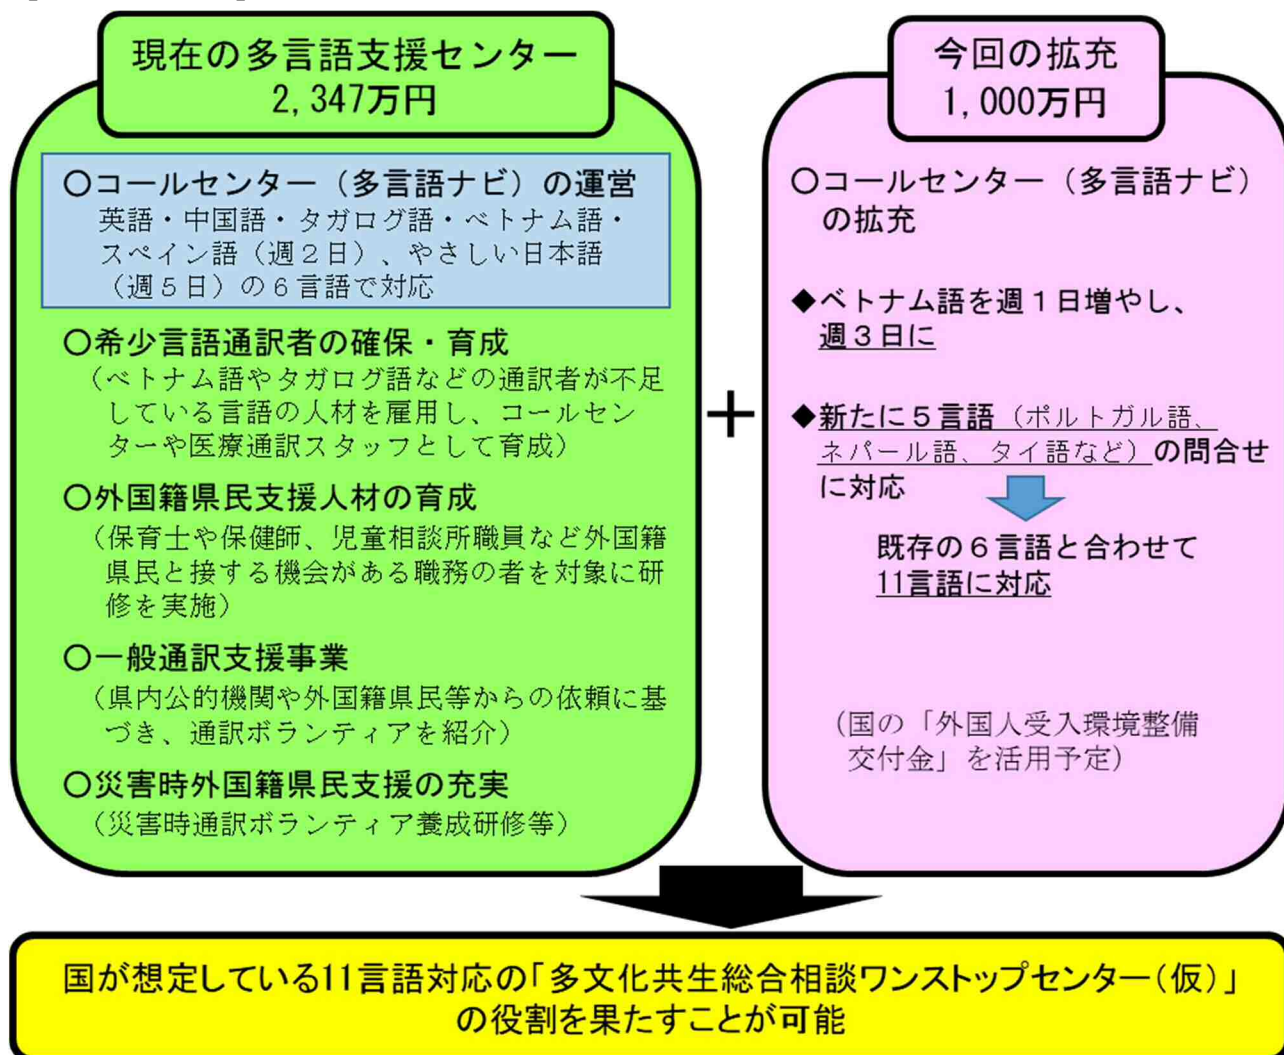 現在の多言語支援センター
2,347万円
〇コールセンター（多言語ナビ）の運営
英語・中国語・タガログ語・ベトナム語・
スペイン語（週２日）、やさしい日本語
（週５日）の６言語で対応
〇希少言語通訳者の確保・育成
（ベトナム語やタガログ語などの通訳者が不足
している言語の人材を雇用し、コールセン
ターや医療通訳スタッフとして育成）
〇外国籍県民支援人材の育成
（保育士や保健師、児童相談所職員など外国籍
県民と接する機会がある職務の者を対象に研
修を実施）
〇一般通訳支援事業
（県内公的機関や外国籍県民等からの依頼に基
づき、通訳ボランティアを紹介）
〇災害時外国籍県民支援の充実
（災害時通訳ボランティア養成研修等）
＋
今回の拡充
1,000万円
〇コールセンター（多言語ナビ）
の拡充
◆ベトナム語を週１日増やし、
週３日に
◆新たに５言語（ポルトガル語、
ネパール語、タイ語など）の問合せ
に対応
既存の６言語と合わせて
11言語に対応
（国の「外国人受入環境整備
交付金」を活用予定）
国が想定している11言語対応の「多文化共生総合相談ワンストップセンター（仮）」
の役割を果たすことが可能